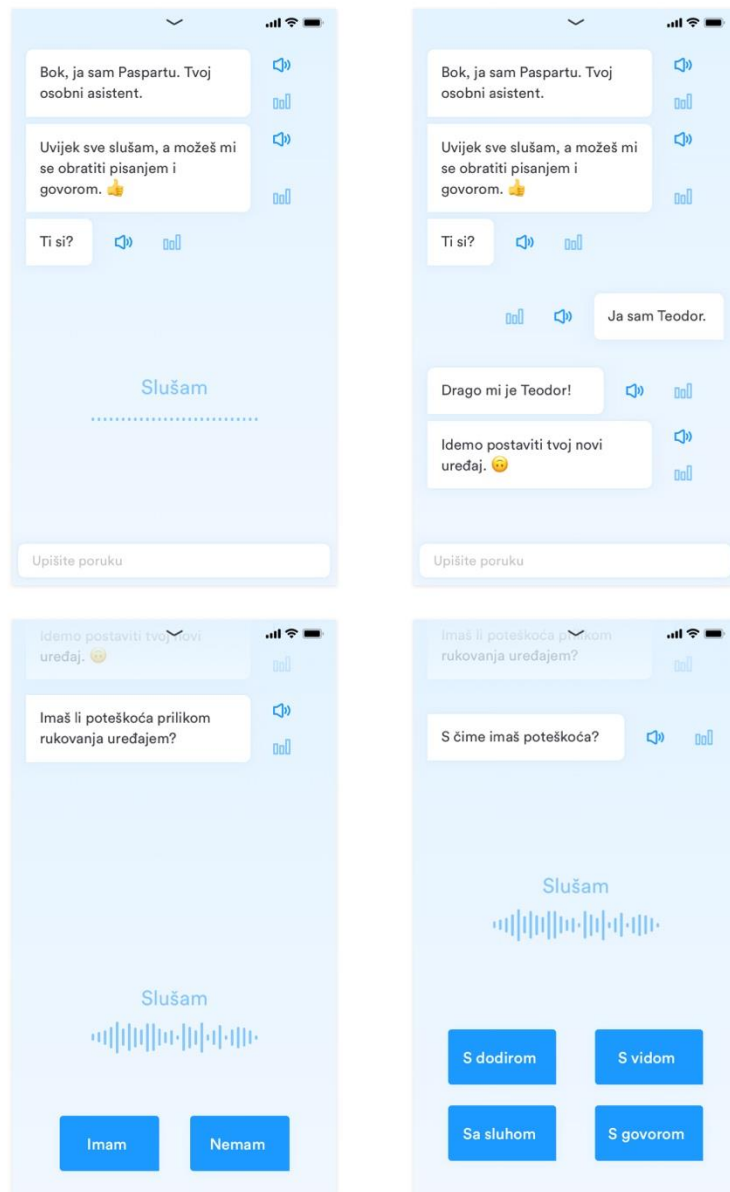 Bok, ja sam Paspartu. Tvoj
osobni asistent.
Uvijek sve slušam, a možeš mi
se obratiti pisanjem i
govorom. 👍
Ti si?
Slušam
Upišite poruku
Bok, ja sam Paspartu. Tvoj
osobni asistent.
Uvijek sve slušam, a možeš mi
se obratiti pisanjem i
govorom. 👍
Ti si?
Ja sam Teodor.
Drago mi je Teodor!
Idemo postaviti tvoj novi
uređaj. 🙃
Upišite poruku
Idemo postaviti tvoj novi
uređaj. 🙃
Imaš li poteškoća prilikom
rukovanja uređajem?
Slušam
Imam
Nemam
Imaš li poteškoća prilikom
rukovanja uređajem?
S čime imaš poteškoća?
Slušam
S dodirom
S vidom
Sa sluhom
S govorom